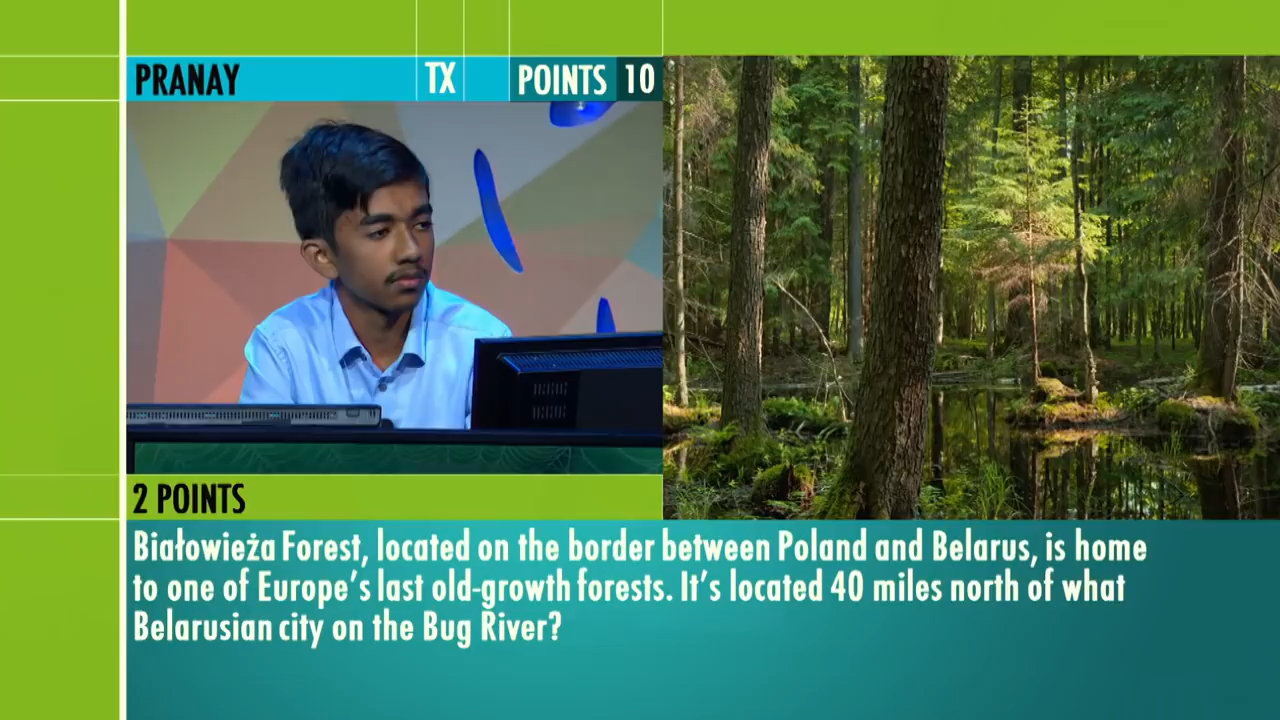 PRANAY TX POINTS 10
2 POINTS
Białowieża Forest, located on the border between Poland and Belarus, is home
to one of Europe's last old-growth forests. It's located 40 miles north of what
Belarusian city on the Bug River?